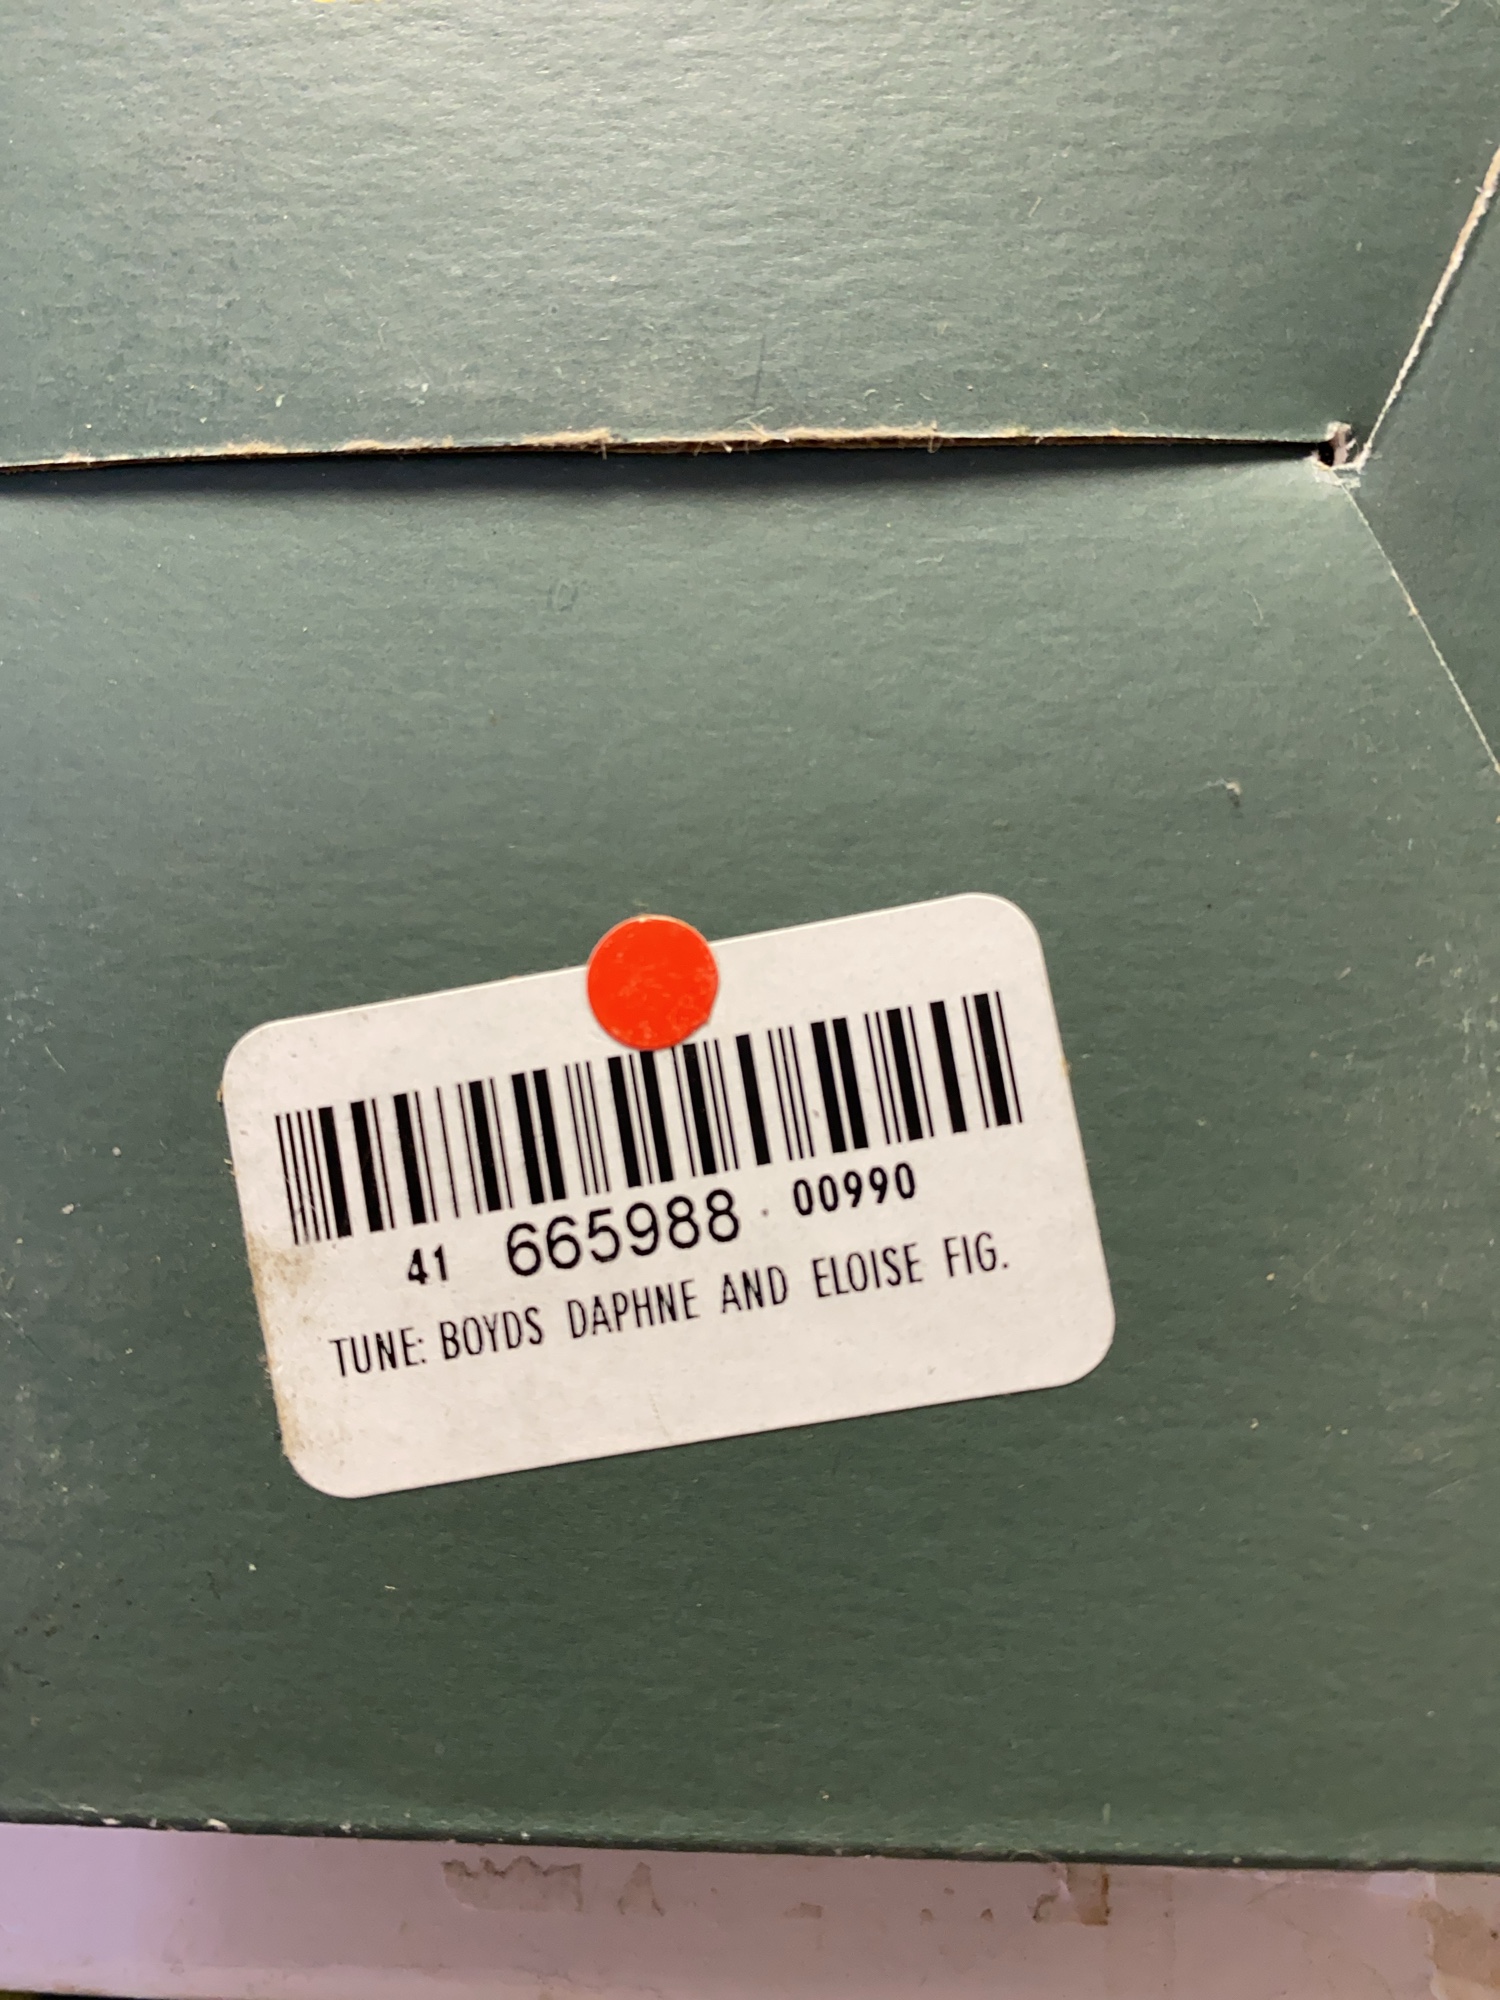 41 665988 00990
TUNE: BOYDS DAPHNE AND ELOISE FIG.